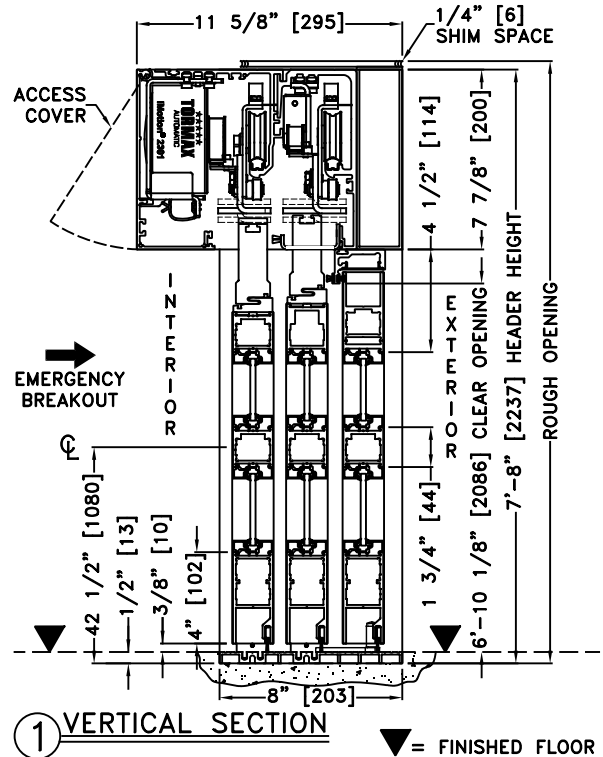 11 5/8" [295]
1/4" [6]
SHIM SPACE
ACCESS
COVER
★★★★★
TORMAX
AUTOMATIC
iMotion® 2301
4 1/2" [114]
7 7/8" [200]
INTERIOR
EXTERIOR
EMERGENCY
BREAKOUT
℄
42 1/2" [1080]
1/2" [13]
3/8" [10]
4" [102]
1 3/4" [44]
6'-10 1/8" [2086] CLEAR OPENING
7'-8" [2237] HEADER HEIGHT
ROUGH OPENING
8" [203]
1 VERTICAL SECTION
▼= FINISHED FLOOR